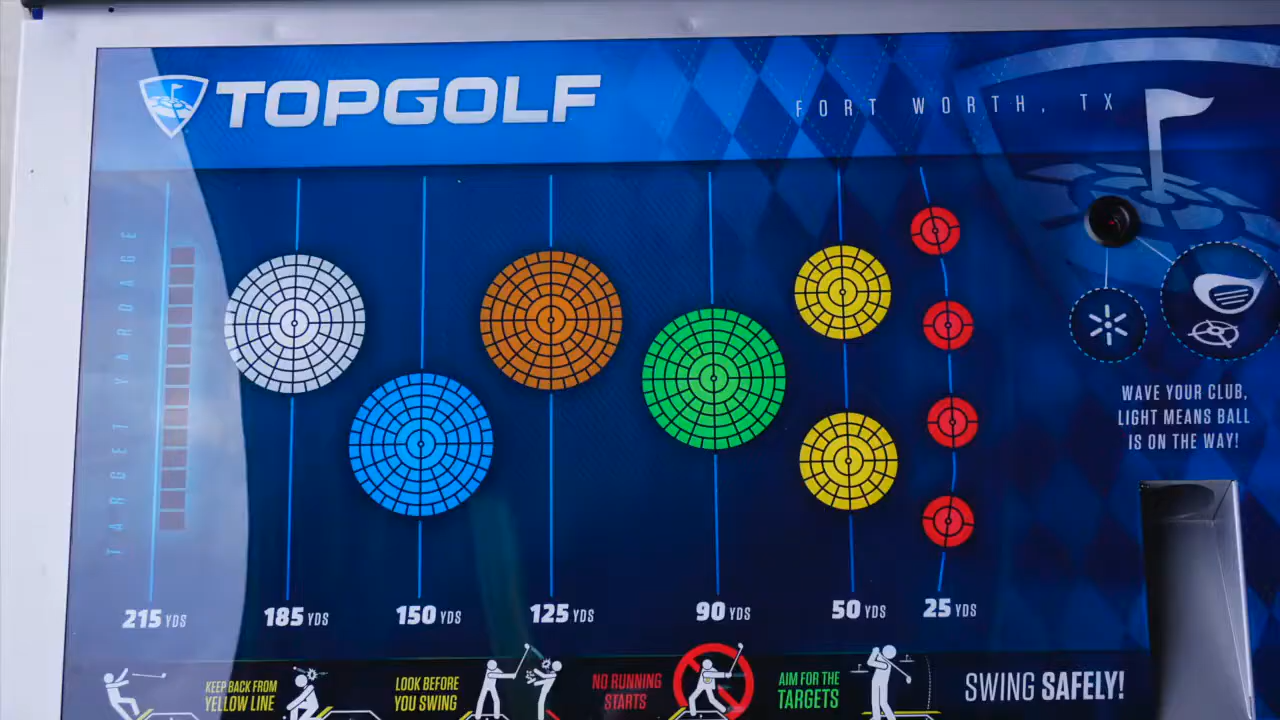 TOPGOLF
FORT WORTH, TX
TARGET YARDAGE
WAVE YOUR CLUB,
LIGHT MEANS BALL
IS ON THE WAY!
215 YDS
185 YDS
150 YDS
125 YDS
90 YDS
50 YDS
25 YDS
KEEP BACK FROM
YELLOW LINE
LOOK BEFORE
YOU SWING
NO RUNNING
STARTS
AIM FOR THE
TARGETS
SWING SAFELY!